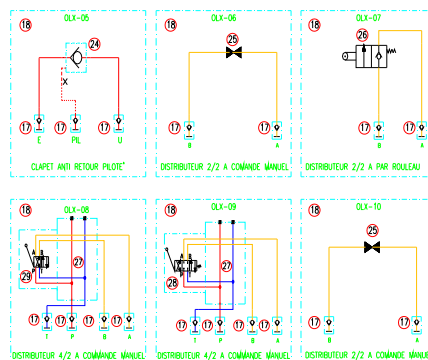 OLX-05
18
24
X
17 17 17
E PIL U
CLAPET ANTI RETOUR PILOTE'
OLX-06
18
25
17 17
B A
DISTRIBUTEUR 2/2 A COMANDE MANUEL
OLX-07
18
26
17 17
B A
DISTRIBUTEUR 2/2 A PAR ROULEAU
OLX-08
18
27
29
17 17 17 17
T P B A
DISTRIBUTEUR 4/2 A COMMANDE MANUEL
OLX-09
18
27
28
17 17 17 17
T P B A
DISTRIBUTEUR 4/2 A COMMANDE MANUEL
OLX-10
18
25
17 17
B A
DISTRIBUTEUR 2/2 A COMMANDE MANUEL